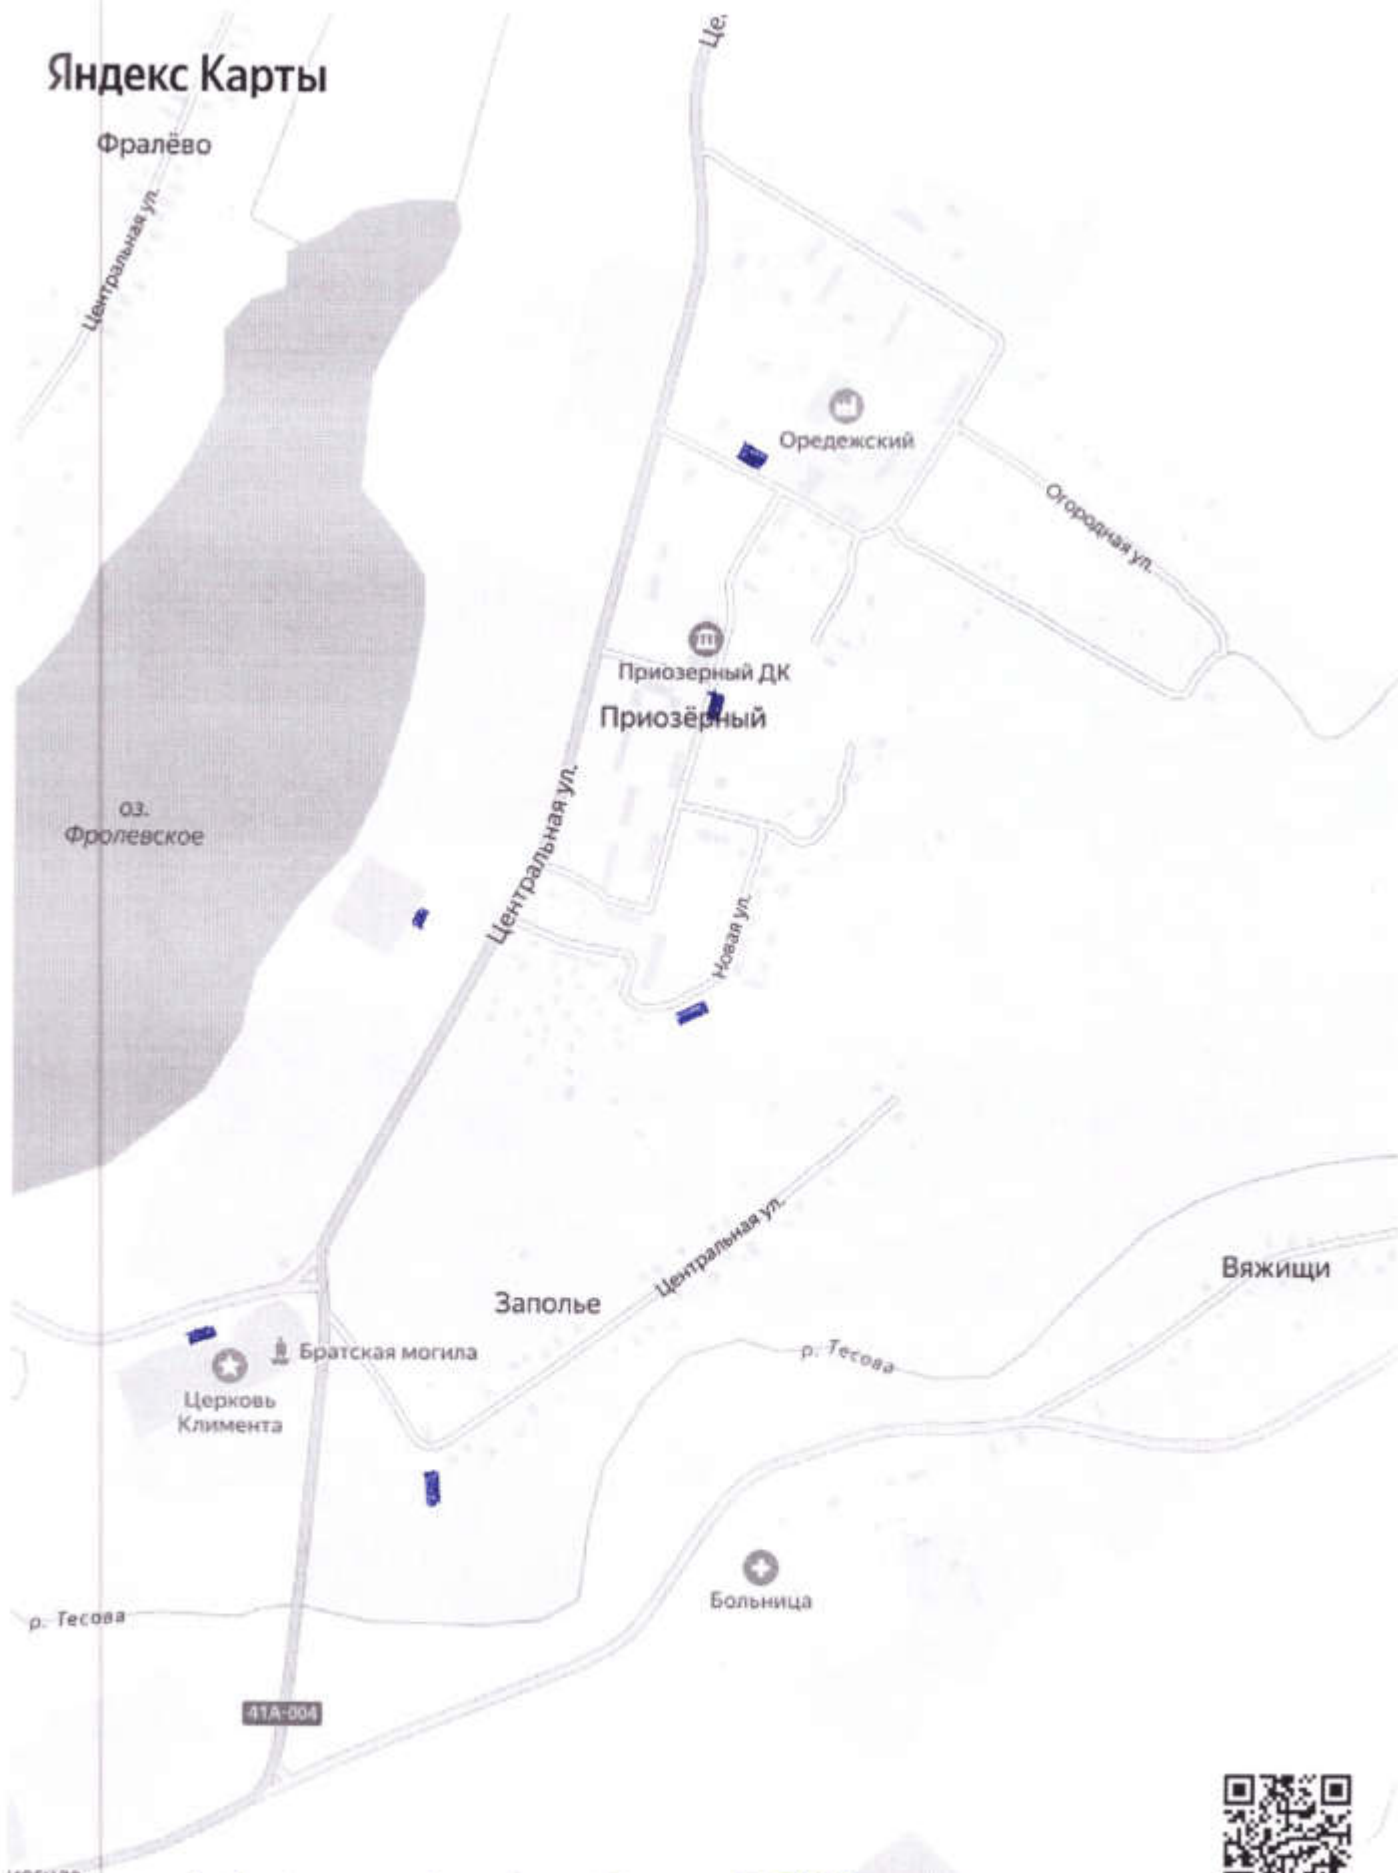 Це.
Яндекс Карты
Фралёво
Центральная ул.
Оредежский
Огородная ул.
Приозерный ДК
Приозёрный
Центральная ул.
оз.
Фролевское
Новая ул.
Центральная ул.
Вяжищи
Заполье
Братская могила
р. Тесова
Церковь
Климента
Больница
р. Тесова
41А-004